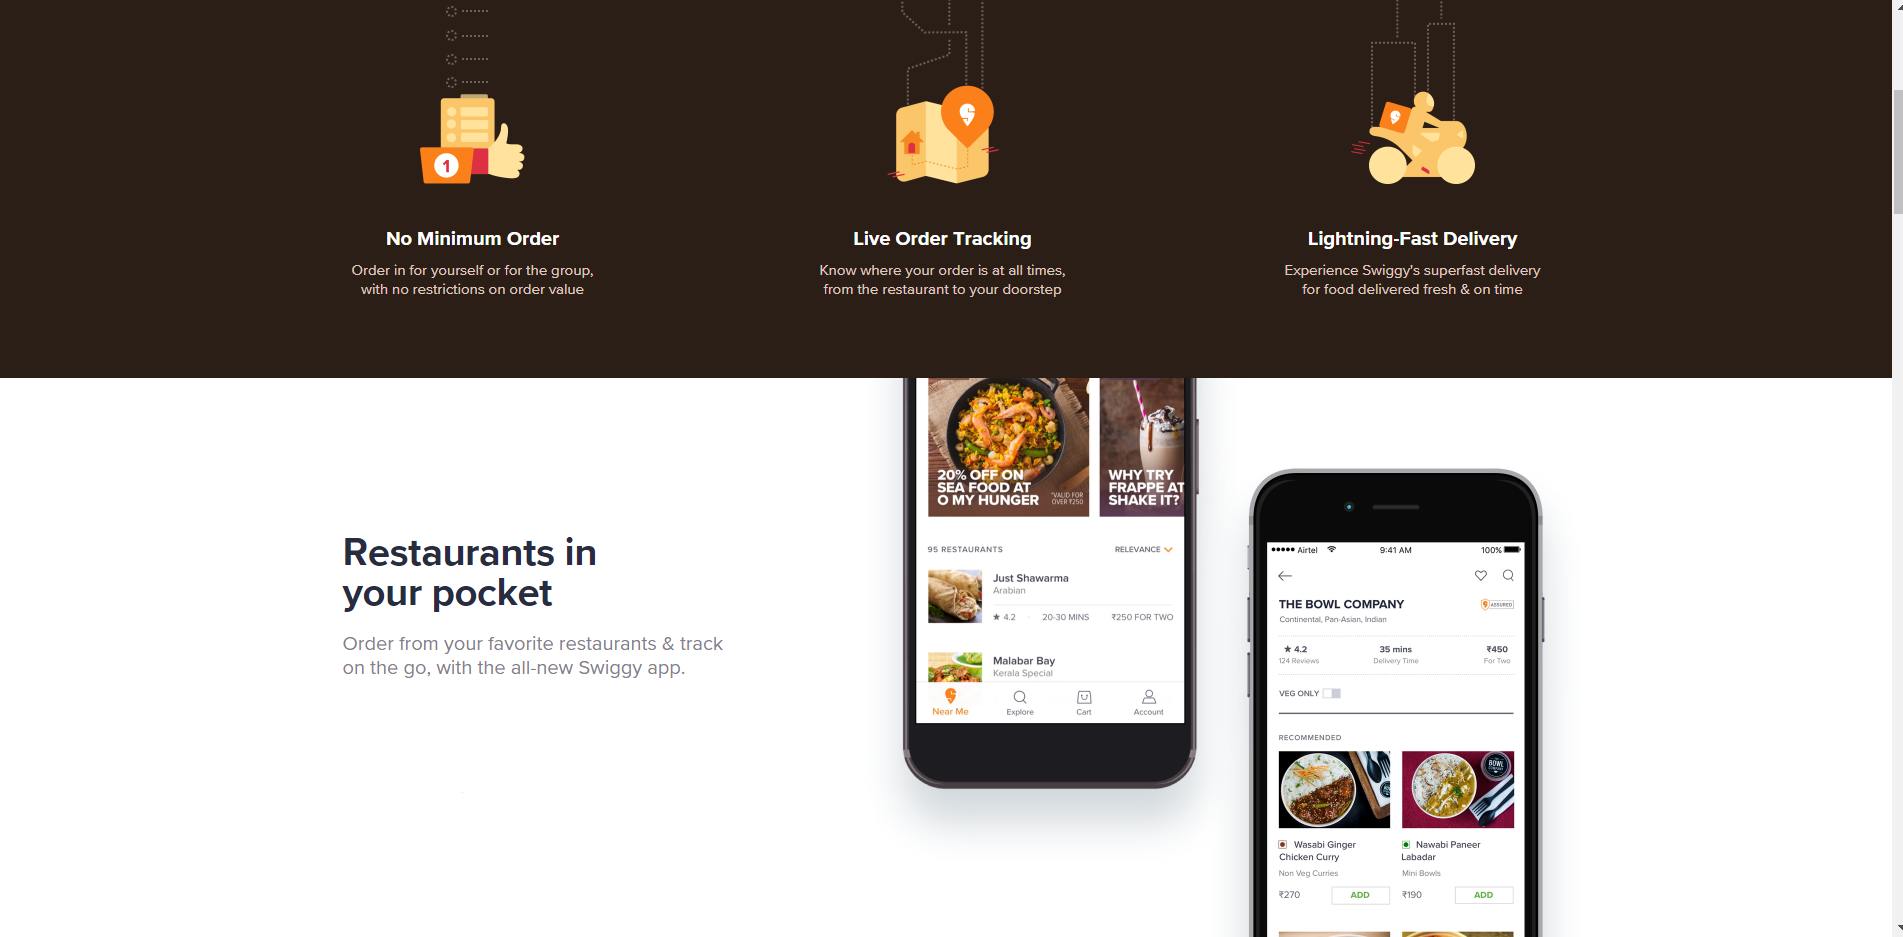 1
No Minimum Order
Order in for yourself or for the group,
with no restrictions on order value
Live Order Tracking
Know where your order is at all times,
from the restaurant to your doorstep
Lightning-Fast Delivery
Experience Swiggy's superfast delivery
for food delivered fresh & on time
Restaurants in
your pocket
Order from your favorite restaurants & track
on the go, with the all-new Swiggy app.
20% OFF ON
SEA FOOD AT
O MY HUNGER
*VALID FOR
OVER ₹250
WHY TRY
FRAPPE AT
SHAKE IT?
95 RESTAURANTS
RELEVANCE
Just Shawarma
Arabian
★ 4.2 · 20-30 MINS ₹250 FOR TWO
Malabar Bay
Kerala Special
Near Me Explore Cart Account
Airtel 9:41 AM 100%
THE BOWL COMPANY
ASSURED
Continental, Pan-Asian, Indian
★ 4.2 35 mins ₹450
124 Reviews Delivery Time For Two
VEG ONLY
RECOMMENDED
BOWL
Wasabi Ginger
Chicken Curry
Non Veg Curries
₹270 ADD
Nawabi Paneer
Labadar
Mini Bowls
₹190 ADD